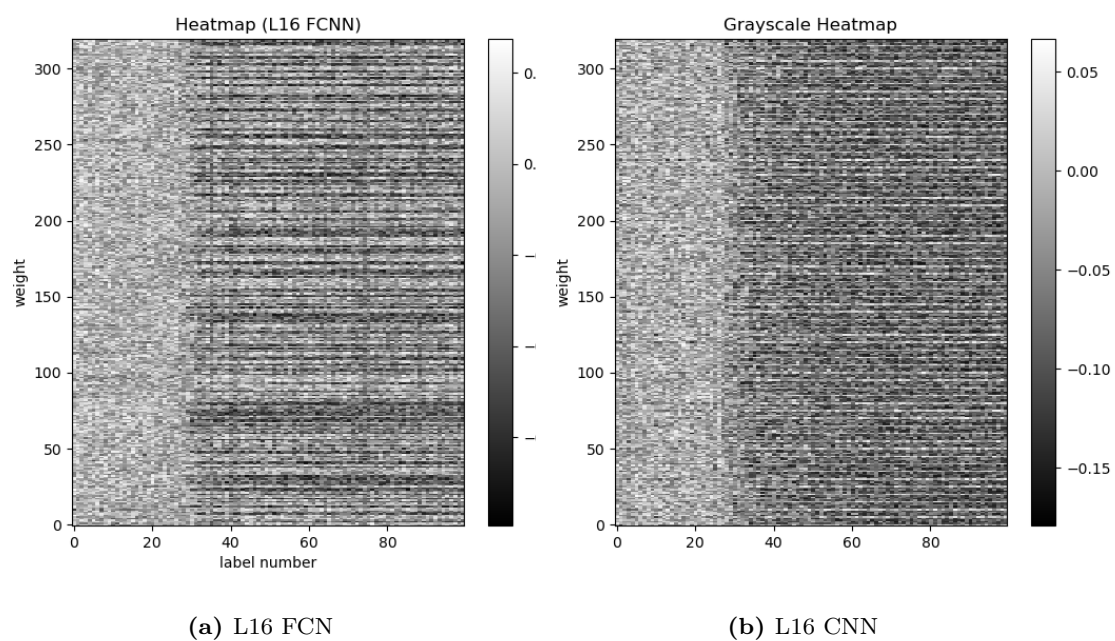 Heatmap (L16 FCNN)
300
250
200
150
100
50
0
weight
0 20 40 60 80
label number
0.
0.
Grayscale Heatmap
300
250
200
150
100
50
0
weight
0 20 40 60 80
0.05
0.00
−0.05
−0.10
−0.15
(a) L16 FCN
(b) L16 CNN